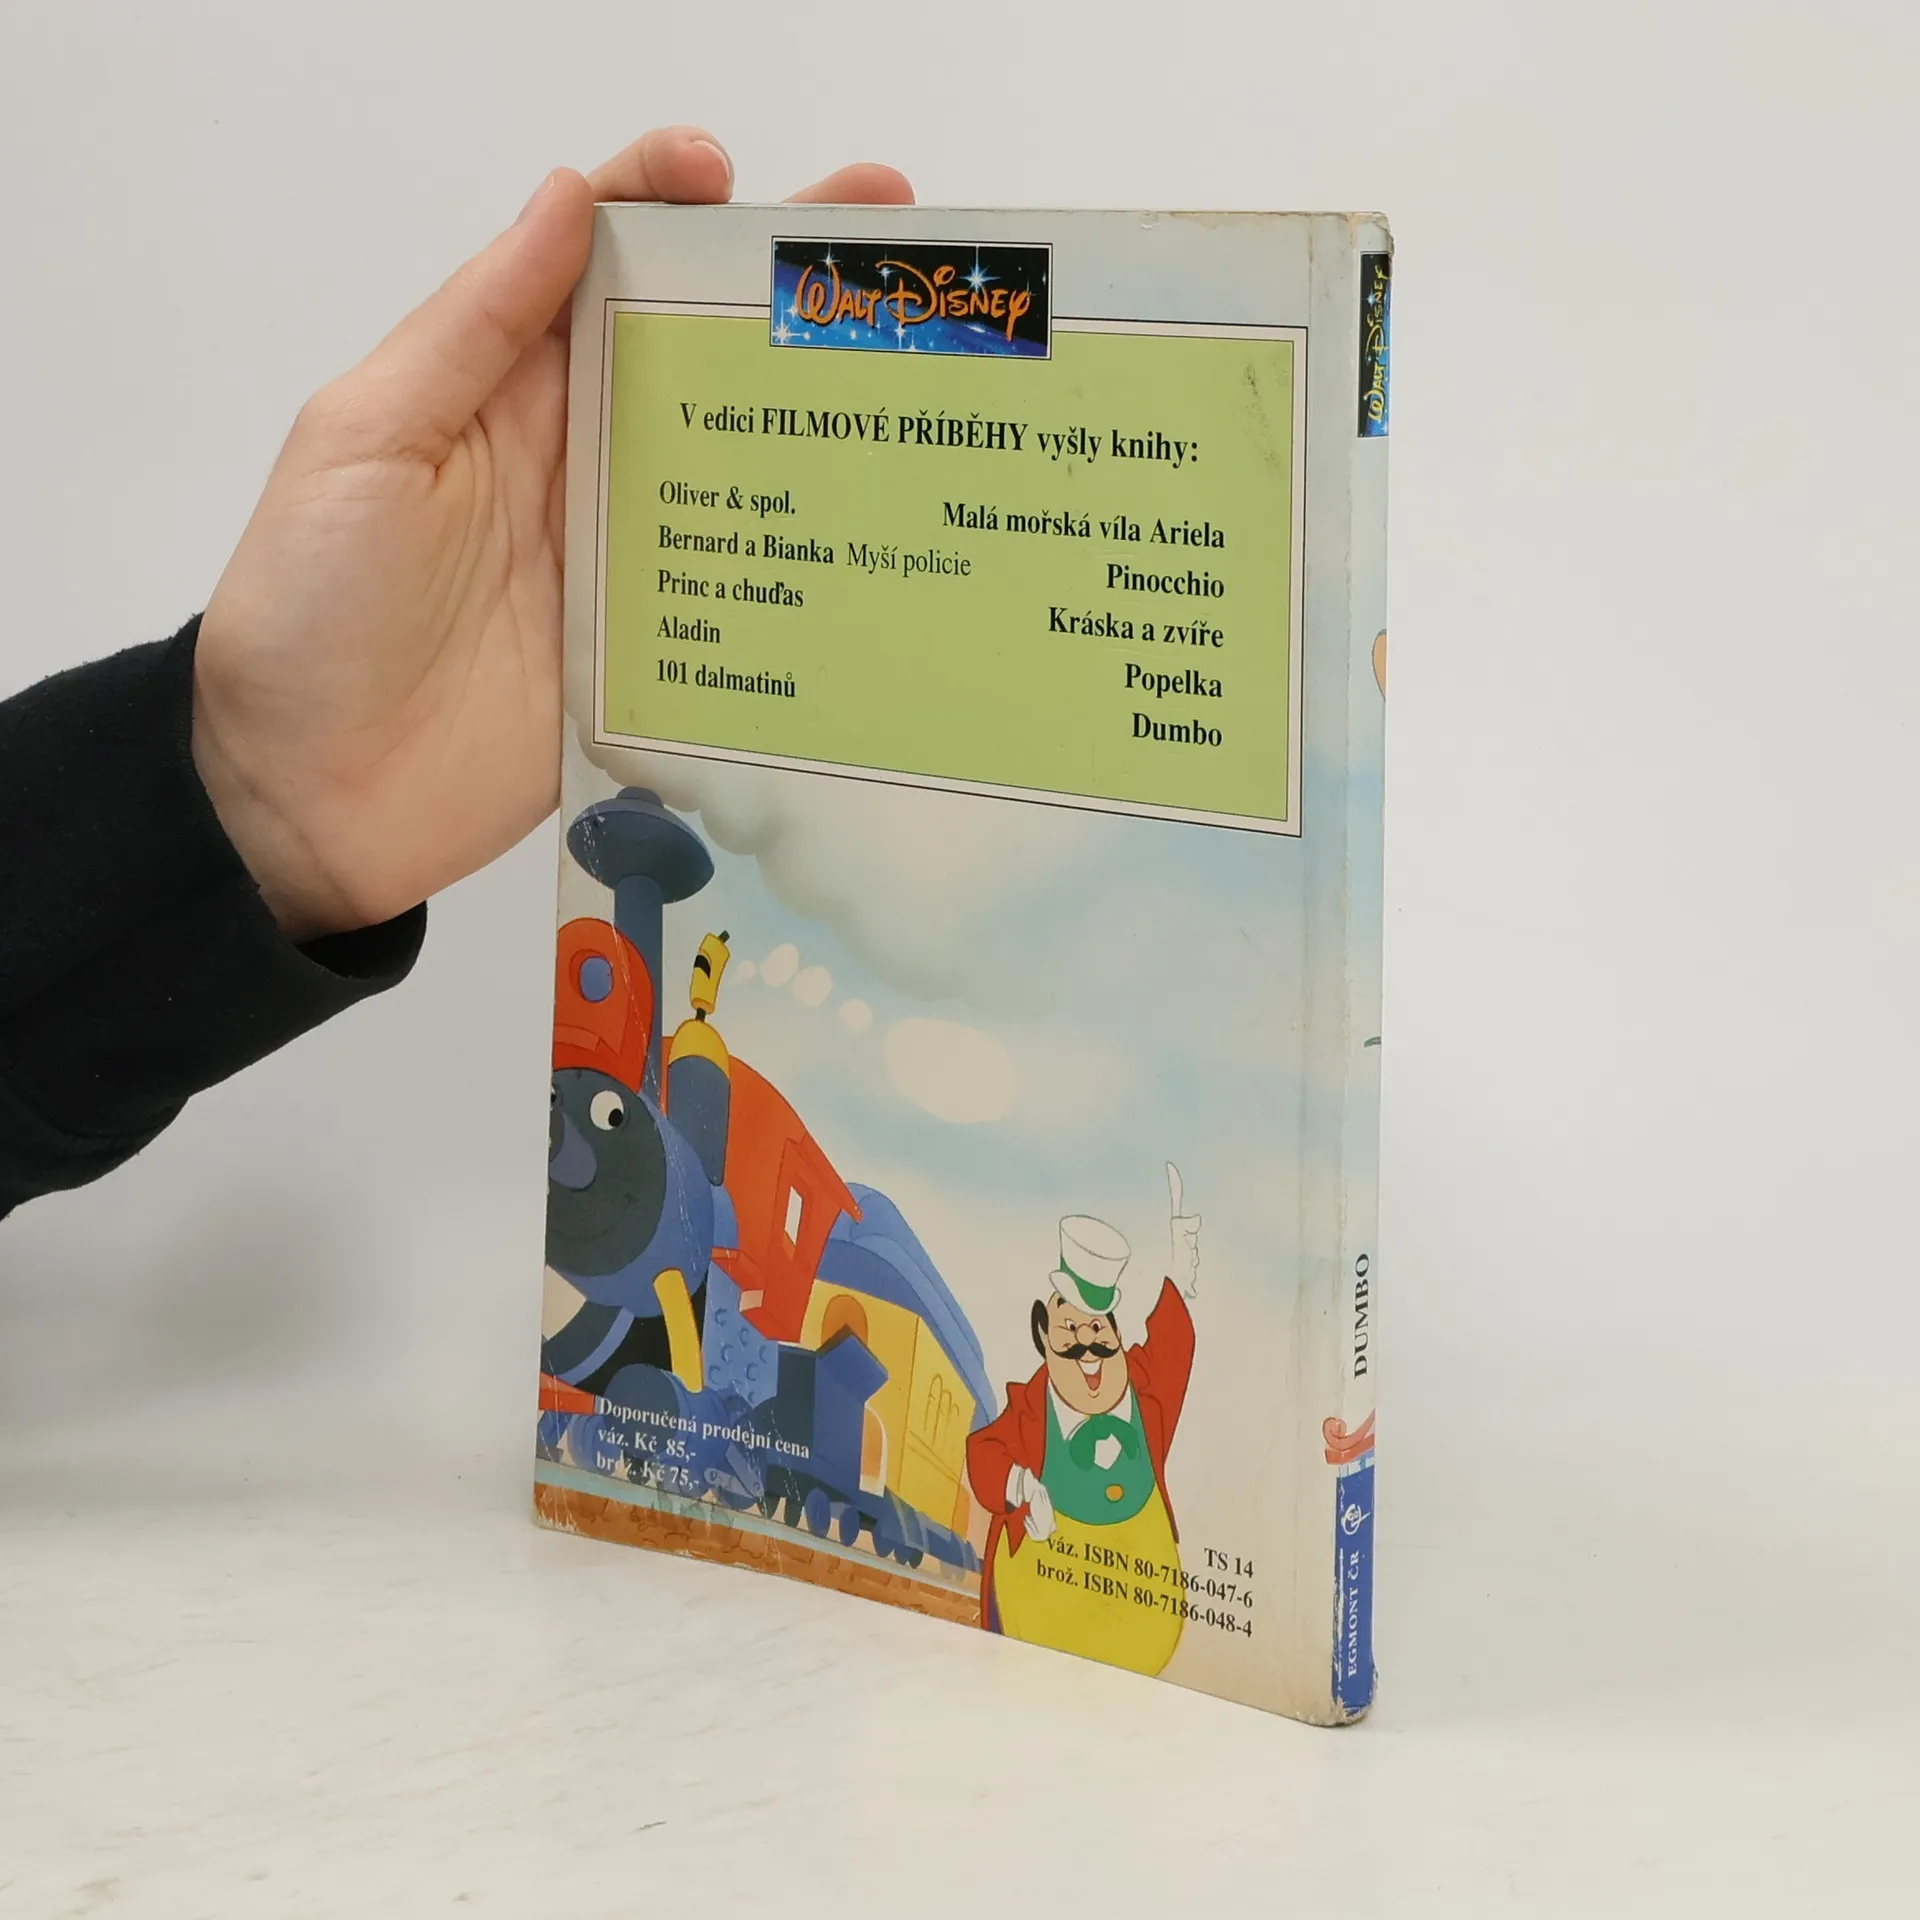 WALT DISNEY
V edici FILMOVÉ PŘÍBĚHY vyšly knihy:
Oliver & spol.
Bernard a Bianka Myší policie
Princ a chuďas
Aladin
101 dalmatinů
Malá mořská víla Ariela
Pinocchio
Kráska a zvíře
Popelka
Dumbo
Doporučená prodejní cena
váz. Kč 85,-
brož. Kč 75,-
TS 14
váz. ISBN 80-7186-047-6
brož. ISBN 80-7186-048-4
WALT DISNEY
DUMBO
EGMONT ČR